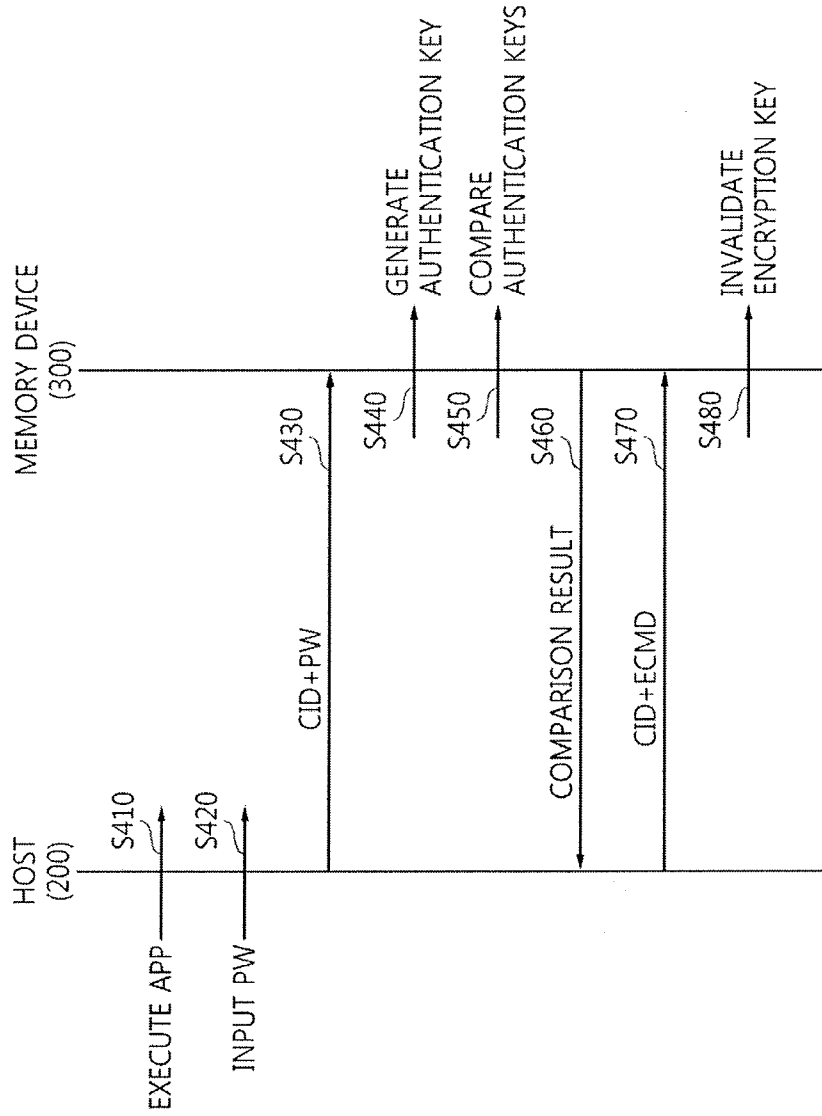 HOST
(200)
MEMORY DEVICE
(300)
EXECUTE APP
S410
INPUT PW
S420
CID+PW
S430
S440
GENERATE
AUTHENTICATION KEY
S450
COMPARE
AUTHENTICATION KEYS
COMPARISON RESULT
S460
CID+ECMD
S470
S480
INVALIDATE
ENCRYPTION KEY